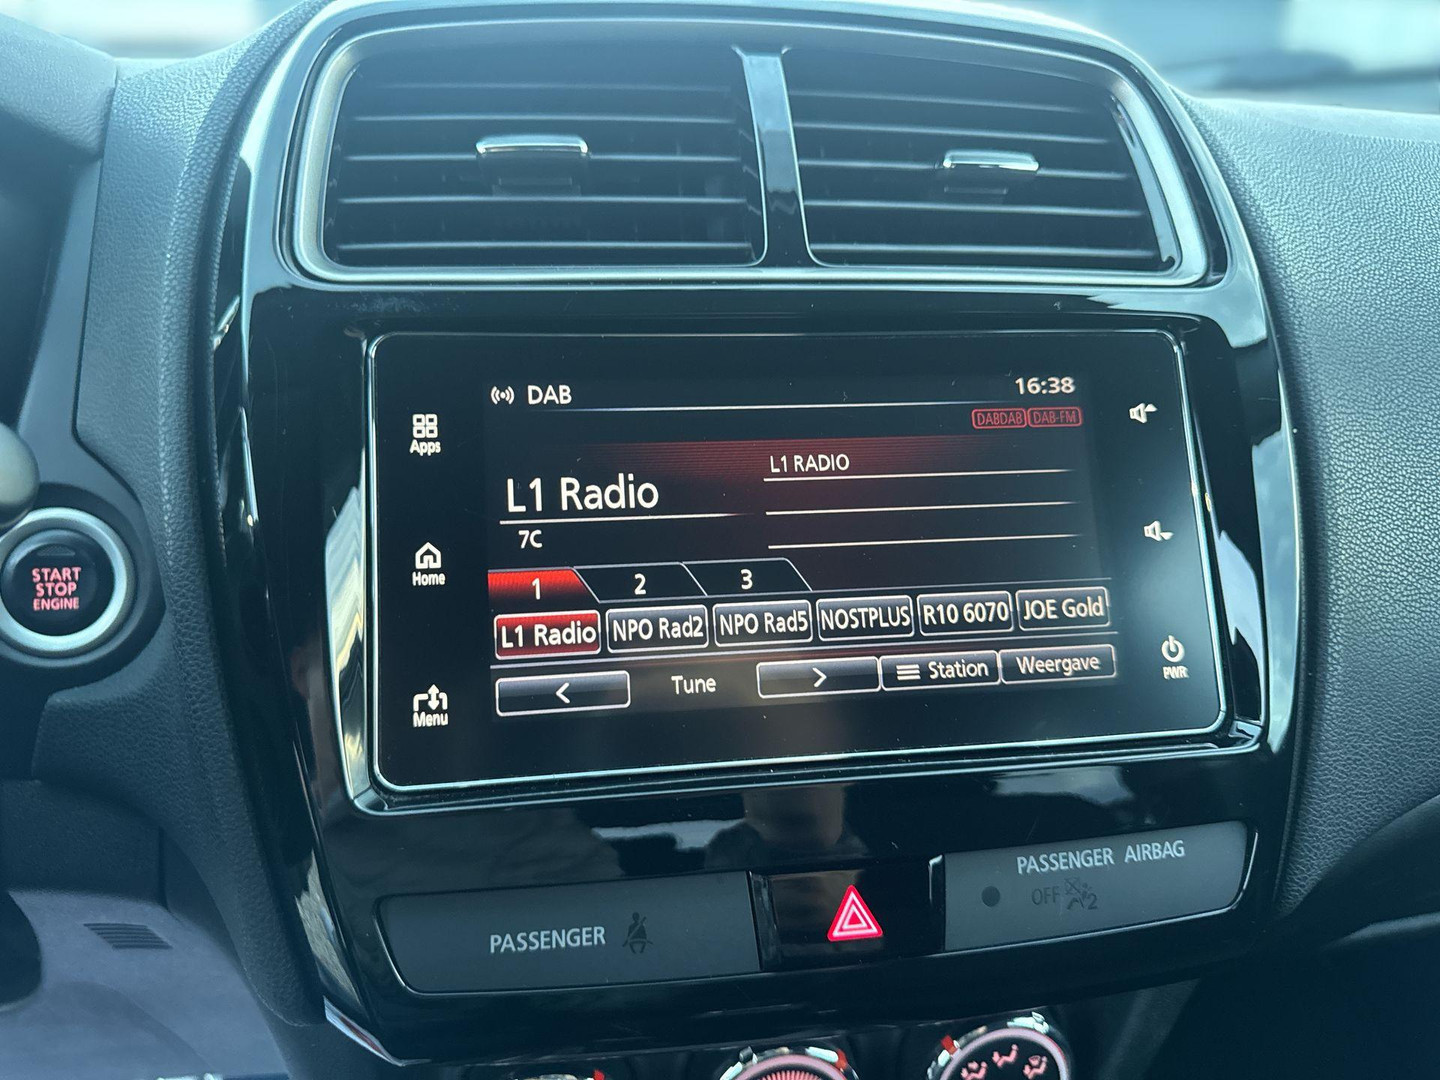 DAB
16:38
DABDAB DAB-FM
Apps
L1 RADIO
L1 Radio
7C
Home
START
STOP
ENGINE
1 2 3
L1 Radio NPO Rad2 NPO Rad5 NOSTPLUS R10 6070 JOE Gold
< Tune > Station Weergave
PWR
Menu
PASSENGER AIRBAG
OFF 2
PASSENGER